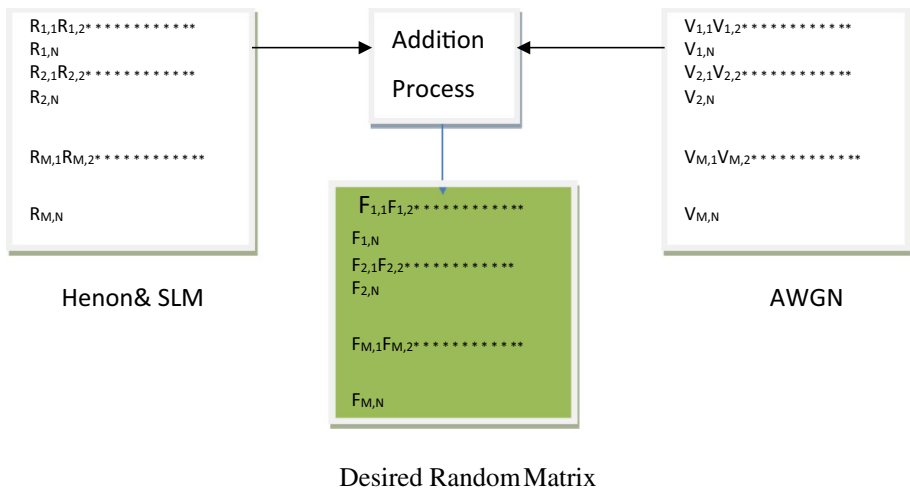 R1,1R1,2* * * * * * * * * * * **
R1,N
R2,1R2,2* * * * * * * * * * * **
R2,N
RM,1RM,2* * * * * * * * * * * **
RM,N
Henon& SLM
Addition
Process
V1,1V1,2* * * * * * * * * * * **
V1,N
V2,1V2,2* * * * * * * * * * * **
V2,N
VM,1VM,2* * * * * * * * * * * **
VM,N
AWGN
F1,1F1,2* * * * * * * * * * * **
F1,N
F2,1F2,2* * * * * * * * * * * **
F2,N
FM,1FM,2* * * * * * * * * * * **
FM,N
Desired Random Matrix